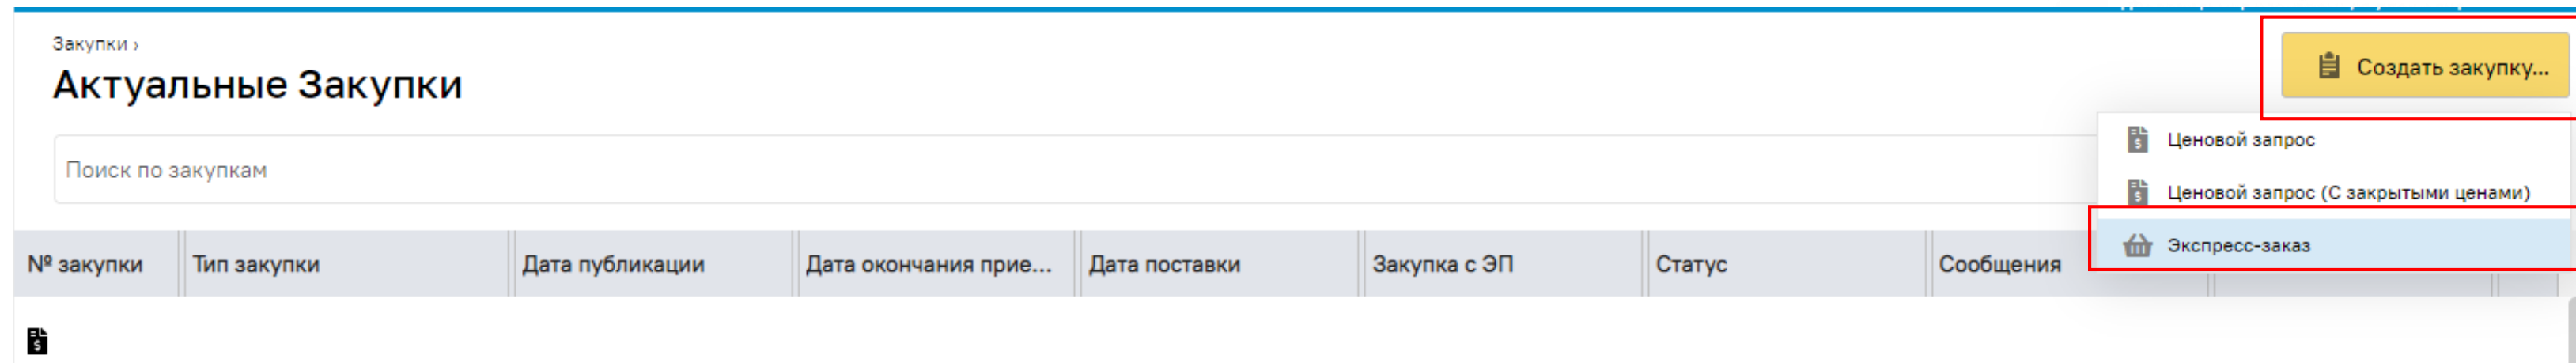 Закупки ›
Актуальные Закупки
Создать закупку...
Поиск по закупкам
Ценовой запрос
Ценовой запрос (С закрытыми ценами)
Экспресс-заказ
№ закупки Тип закупки Дата публикации Дата окончания прие... Дата поставки Закупка с ЭП Статус Сообщения